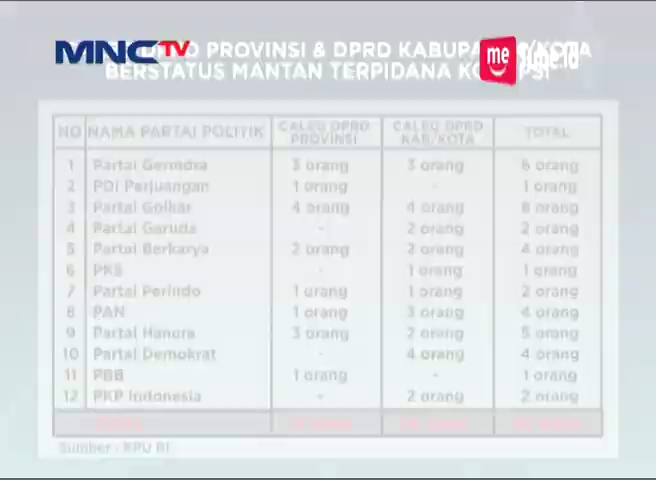 MNCTV
PROVINSI & DPRD
BERSTATUS MANTAN TERPIDANA
me
NO NAMA PARTAI POLITIK CALEG DPRD PROVINSI CALEG DPRD KAB/KOTA TOTAL
1 Partai Gerindra 3 orang 3 orang 6 orang
2 PDI Perjuangan 1 orang - 1 orang
3 Partai Golkar 4 orang 4 orang 8 orang
4 Partai Garuda - 2 orang 2 orang
5 Partai Berkarya 2 orang 2 orang 4 orang
6 PKS - 1 orang 1 orang
7 Partai Perindo 1 orang 1 orang 2 orang
8 PAN 1 orang 3 orang 4 orang
9 Partai Hanura 3 orang 2 orang 5 orang
10 Partai Demokrat - 4 orang 4 orang
11 PBB 1 orang - 1 orang
12 PKP Indonesia - 2 orang 2 orang
Sumber : KPU RI